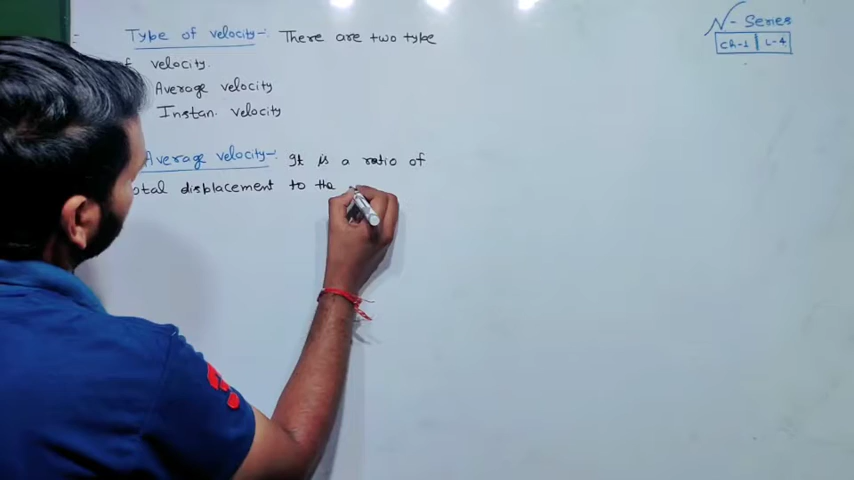 Type of velocity-: There are two type
f velocity.
Average velocity
Instan. velocity
Average velocity-: It is a ratio of
otal displacement to the
N-Series
Ch-1 L-4